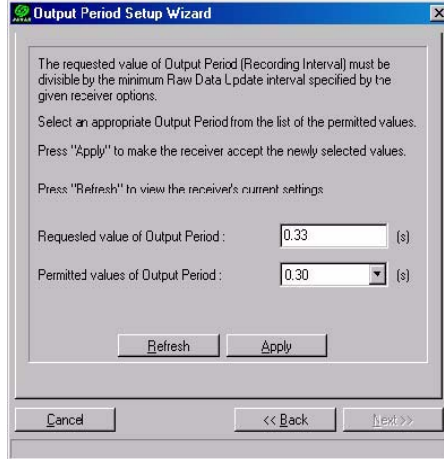 Output Period Setup Wizard
The requested value of Output Period (Recording Interval) must be
divisible by the minimum Raw Data Update interval specified by the
given receiver options.
Select an appropriate Output Period from the list of the permitted values.
Press "Apply" to make the receiver accept the newly selected values.
Press "Refresh" to view the receiver's current settings
Requested value of Output Period : 0.33 (s)
Permitted values of Output Period : 0.30 (s)
Refresh Apply
Cancel << Back Next >>